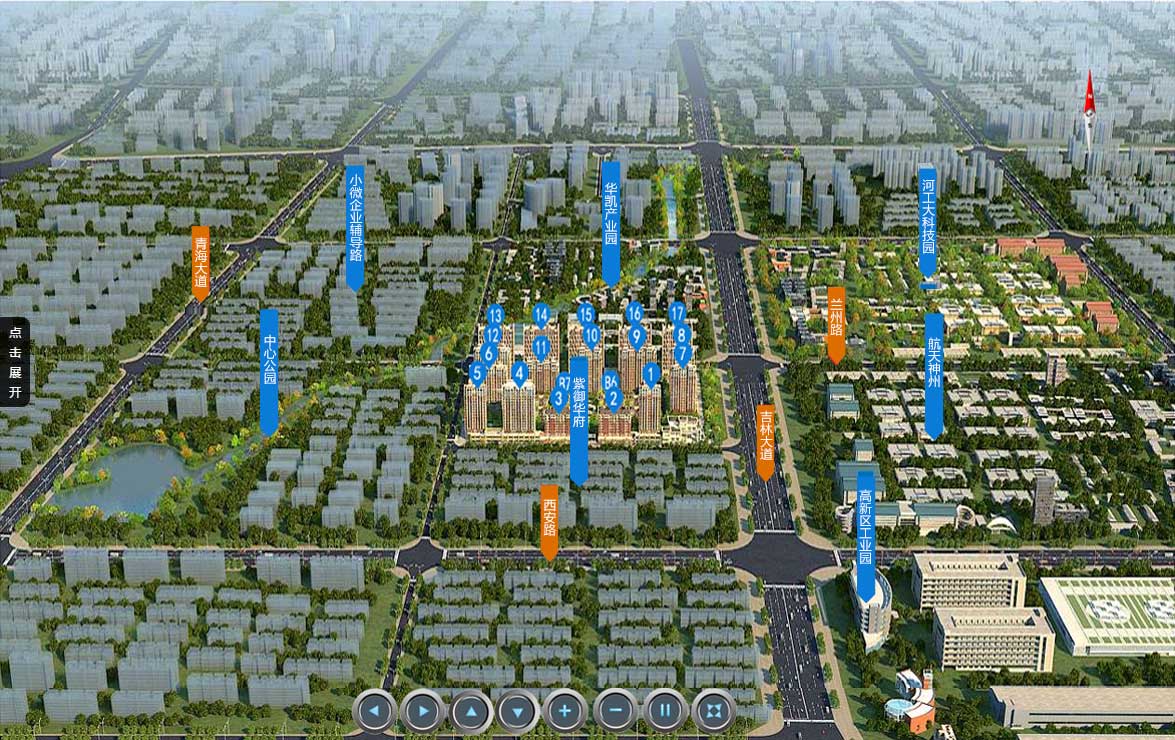 小微企业辅导路
华凯产业园
河工大科技园
青海大道
兰州路
中心公园
航天神州
点击展开
13
14
15
16
17
12
10
9
8
6
11
7
5
4
1
B7
B6
3
2
紫御华府
吉林大道
高新区工业园
西安路